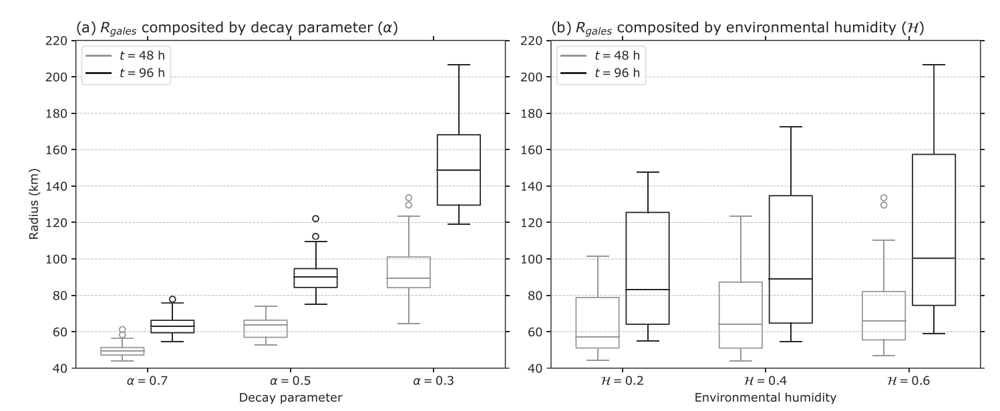 (a) R_gales composited by decay parameter (α)
220
200
180
160
140
120
100
80
60
40
Radius (km)
t = 48 h
t = 96 h
α = 0.7
α = 0.5
α = 0.3
Decay parameter
(b) R_gales composited by environmental humidity (ℋ)
220
200
180
160
140
120
100
80
60
40
t = 48 h
t = 96 h
ℋ = 0.2
ℋ = 0.4
ℋ = 0.6
Environmental humidity